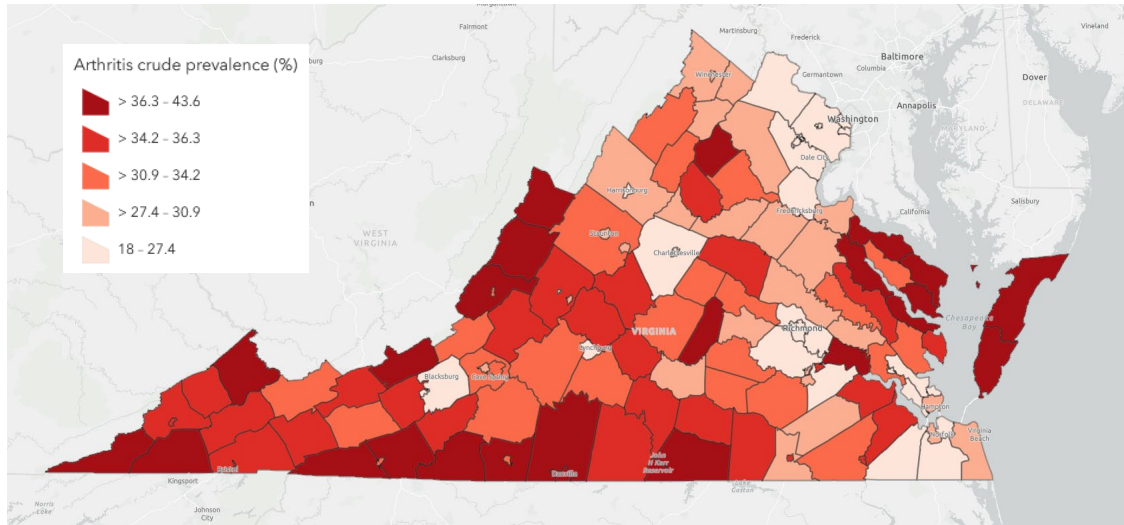 Arthritis crude prevalence (%)
> 36.3 – 43.6
> 34.2 – 36.3
> 30.9 – 34.2
> 27.4 – 30.9
18 – 27.4
Fairmont
Clarksburg
Martinsburg
Frederick
Vineland
Baltimore
Columbia
Germantown
Winchester
Dover
DELAWARE
Annapolis
Washington
MARYLAND
Dale City
Salisbury
Harrisonburg
California
Fredericksburg
WEST
VIRGINIA
Staunton
Charlottesville
Chesapeake
Bay
Richmond
VIRGINIA
Lynchburg
Blacksburg
Cave Spring
Hampton
Norfolk
Virginia
Beach
John
H Kerr
Reservoir
Bristol
Danville
Kingsport
Lake
Gaston
Norris
Lake
Johnson
City